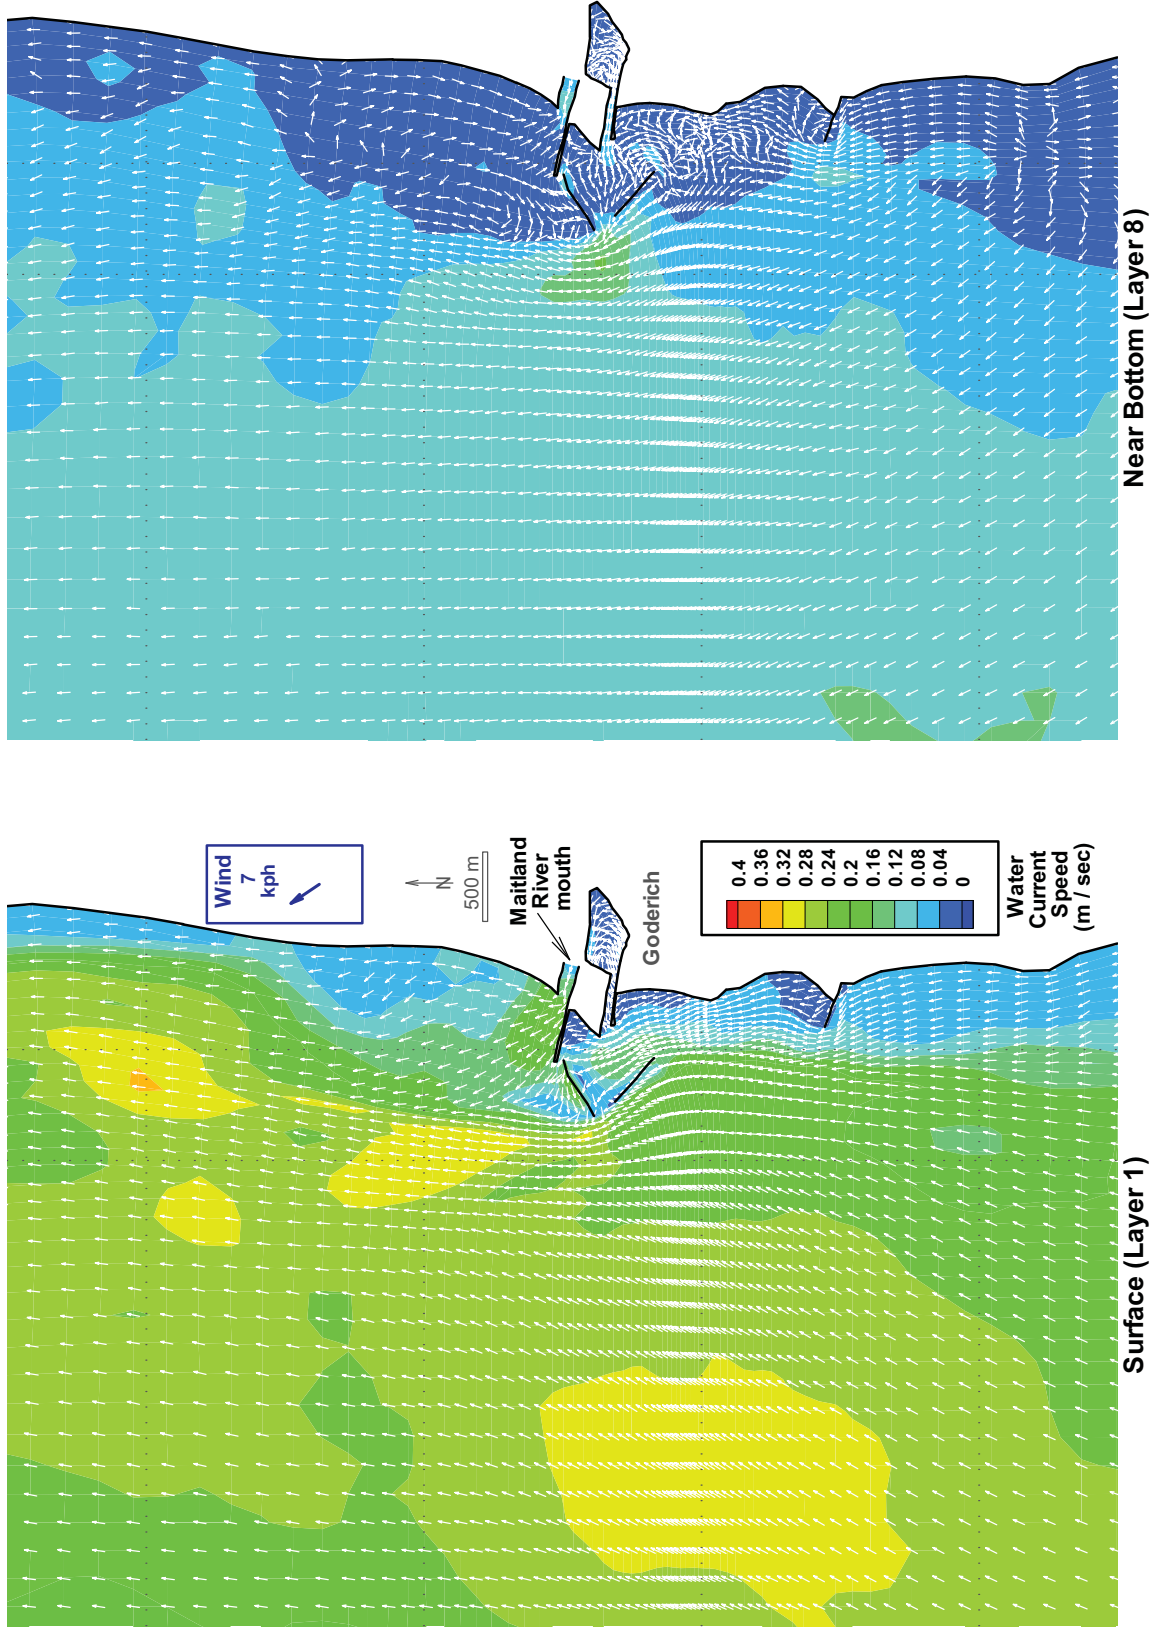 Wind
7
kph
N
500 m
Maitland
River
mouth
Goderich
0.4
0.36
0.32
0.28
0.24
0.2
0.16
0.12
0.08
0.04
0
Water
Current
Speed
(m / sec)
Surface (Layer 1)
Near Bottom (Layer 8)